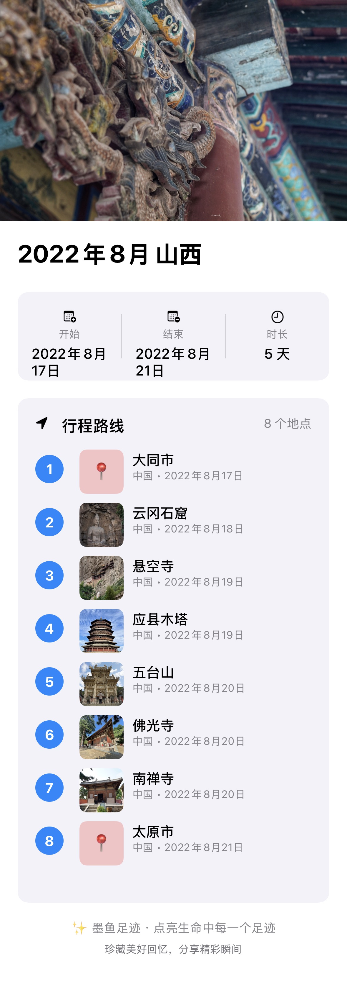 2022年8月 山西
开始
2022年8月
17日
结束
2022年8月
21日
时长
5 天
行程路线
8 个地点
1
大同市
中国 • 2022年8月17日
2
云冈石窟
中国 • 2022年8月18日
3
悬空寺
中国 • 2022年8月19日
4
应县木塔
中国 • 2022年8月19日
5
五台山
中国 • 2022年8月20日
6
佛光寺
中国 • 2022年8月20日
7
南禅寺
中国 • 2022年8月20日
8
太原市
中国 • 2022年8月21日
✨ 墨鱼足迹 · 点亮生命中每一个足迹
珍藏美好回忆，分享精彩瞬间